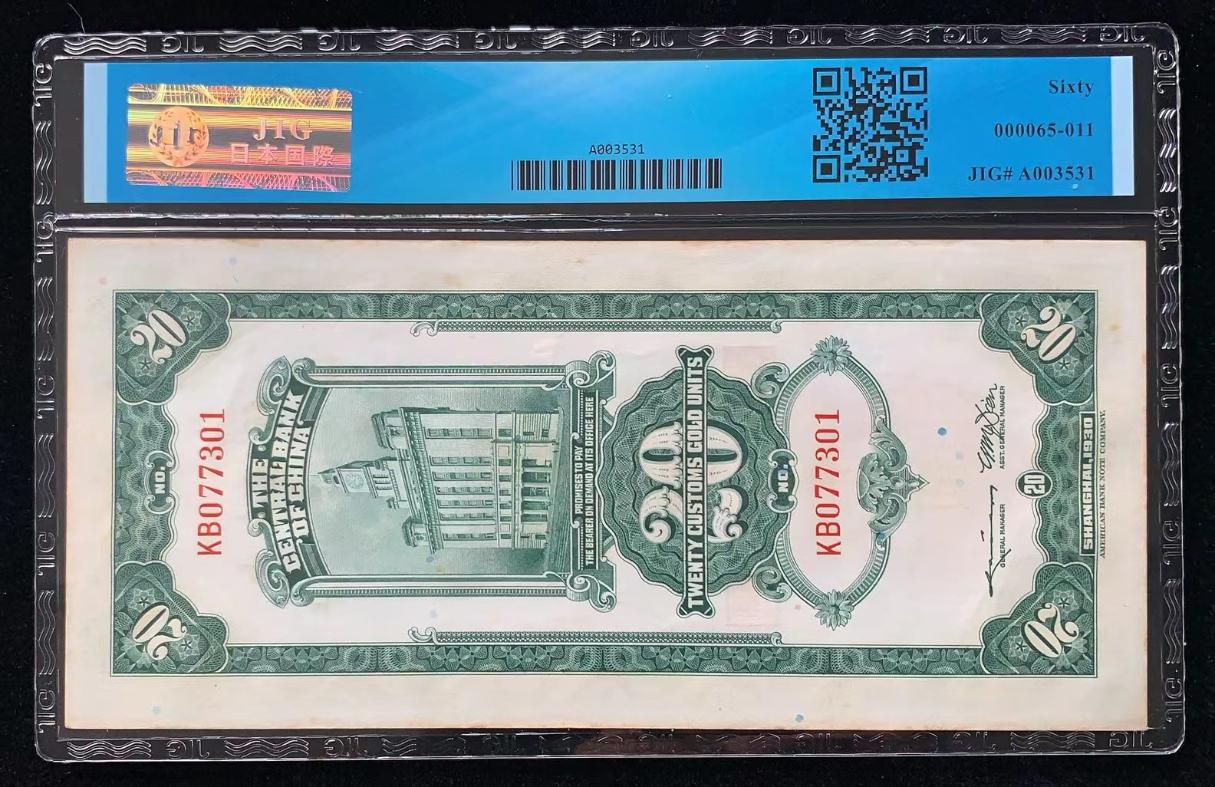 JIG
日本国際
A003531
Sixty
000065-011
JIG# A003531
20
20
20
20
NO.
KB077301
THE
CENTRAL BANK
OF CHINA
PROMISES TO PAY
THE BEARER ON DEMAND AT ITS OFFICE HERE
20
TWENTY CUSTOMS GOLD UNITS
NO.
KB077301
GENERAL MANAGER
ASST. GENERAL MANAGER
20
SHANGHAI. 1930
AMERICAN BANK NOTE COMPANY.